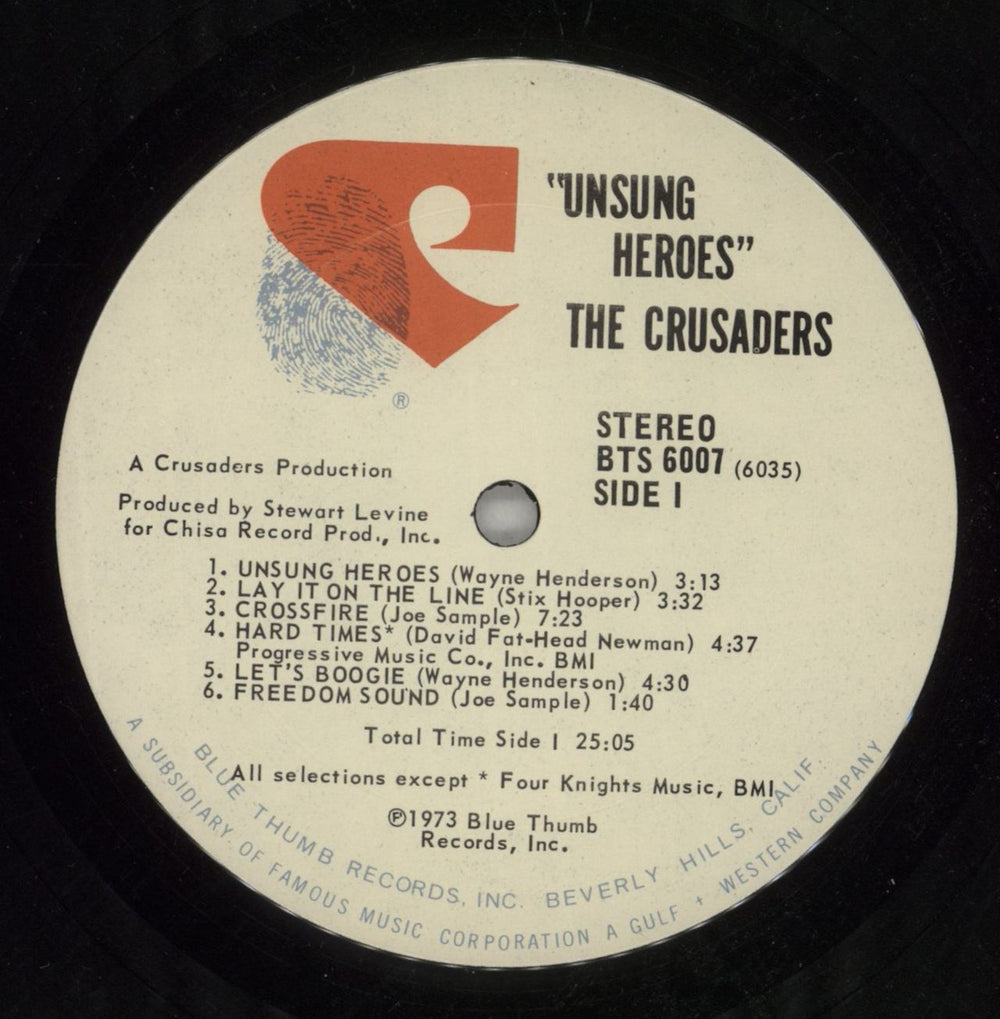 "UNSUNG
HEROES"
THE CRUSADERS
®
STEREO
BTS 6007 (6035)
SIDE 1
A Crusaders Production
Produced by Stewart Levine
for Chisa Record Prod., Inc.
1. UNSUNG HEROES (Wayne Henderson) 3:13
2. LAY IT ON THE LINE (Stix Hooper) 3:32
3. CROSSFIRE (Joe Sample) 7:23
4. HARD TIMES* (David Fat-Head Newman) 4:37
Progressive Music Co., Inc. BMI
5. LET'S BOOGIE (Wayne Henderson) 4:30
6. FREEDOM SOUND (Joe Sample) 1:40
Total Time Side 1 25:05
All selections except * Four Knights Music, BMI
℗1973 Blue Thumb
Records, Inc.
BLUE THUMB RECORDS, INC. BEVERLY HILLS, CALIF.
A SUBSIDIARY OF FAMOUS MUSIC CORPORATION A GULF + WESTERN COMPANY